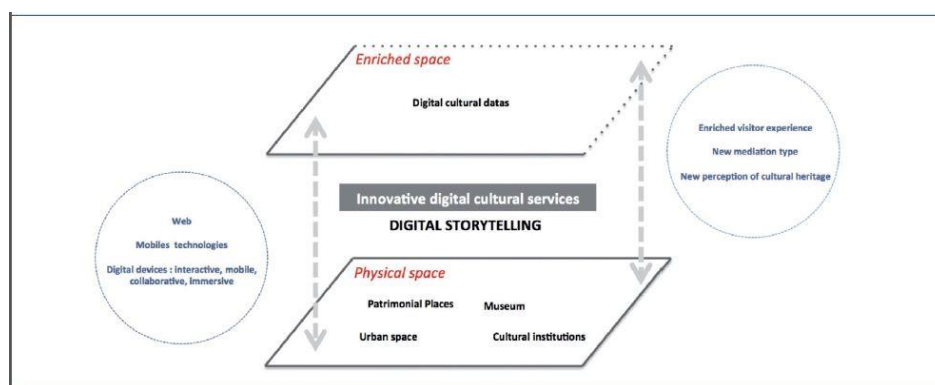 Enriched space
Digital cultural datas
Enriched visitor experience
New mediation type
New perception of cultural heritage
Innovative digital cultural services
DIGITAL STORYTELLING
Web
Mobiles technologies
Digital devices : interactive, mobile,
collaborative, immersive
Physical space
Patrimonial Places
Museum
Urban space
Cultural institutions